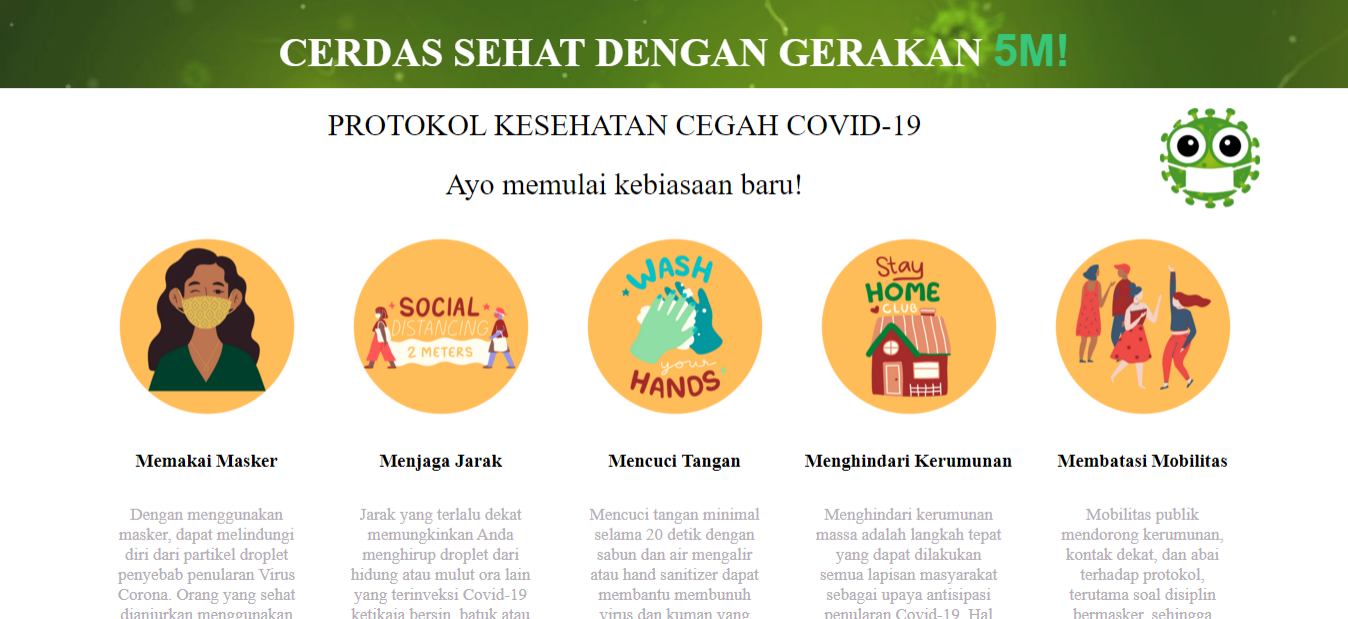 CERDAS SEHAT DENGAN GERAKAN 5M!
PROTOKOL KESEHATAN CEGAH COVID-19
Ayo memulai kebiasaan baru!
SOCIAL
DISTANCING
2 METERS
WASH
your
HANDS
Stay
HOME
CLUB
Memakai Masker
Dengan menggunakan
masker, dapat melindungi
diri dari partikel droplet
penyebab penularan Virus
Corona. Orang yang sehat
dianjurkan menggunakan
Menjaga Jarak
Jarak yang terlalu dekat
memungkinkan Anda
menghirup droplet dari
hidung atau mulut ora lain
yang terinveksi Covid-19
ketikaja bersin, batuk atau
Mencuci Tangan
Mencuci tangan minimal
selama 20 detik dengan
sabun dan air mengalir
atau hand sanitizer dapat
membantu membunuh
virus dan kuman yang
Menghindari Kerumunan
Menghindari kerumunan
massa adalah langkah tepat
yang dapat dilakukan
semua lapisan masyarakat
sebagai upaya antisipasi
penularan Covid-19. Hal
Membatasi Mobilitas
Mobilitas publik
mendorong kerumunan,
kontak dekat, dan abai
terhadap protokol,
terutama soal disiplin
bermasker, sehingga